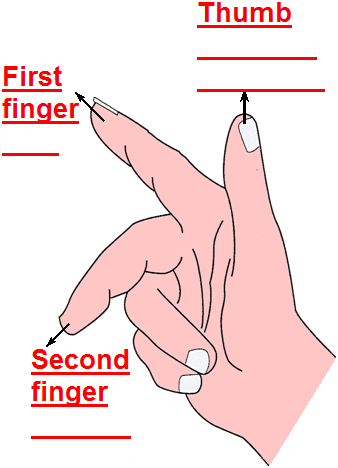 Thumb
First
finger
Second
finger